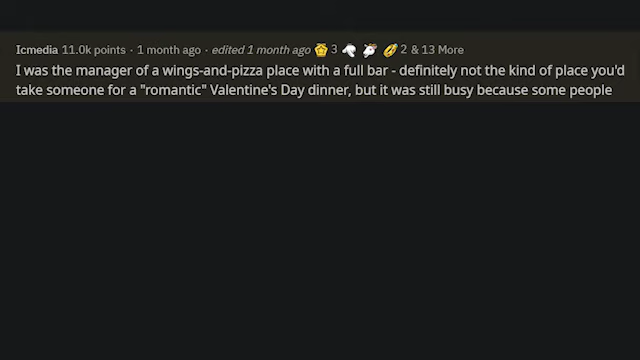 Icmedia 11.0k points · 1 month ago · edited 1 month ago 3 2 & 13 More
I was the manager of a wings-and-pizza place with a full bar - definitely not the kind of place you'd
take someone for a "romantic" Valentine's Day dinner, but it was still busy because some people